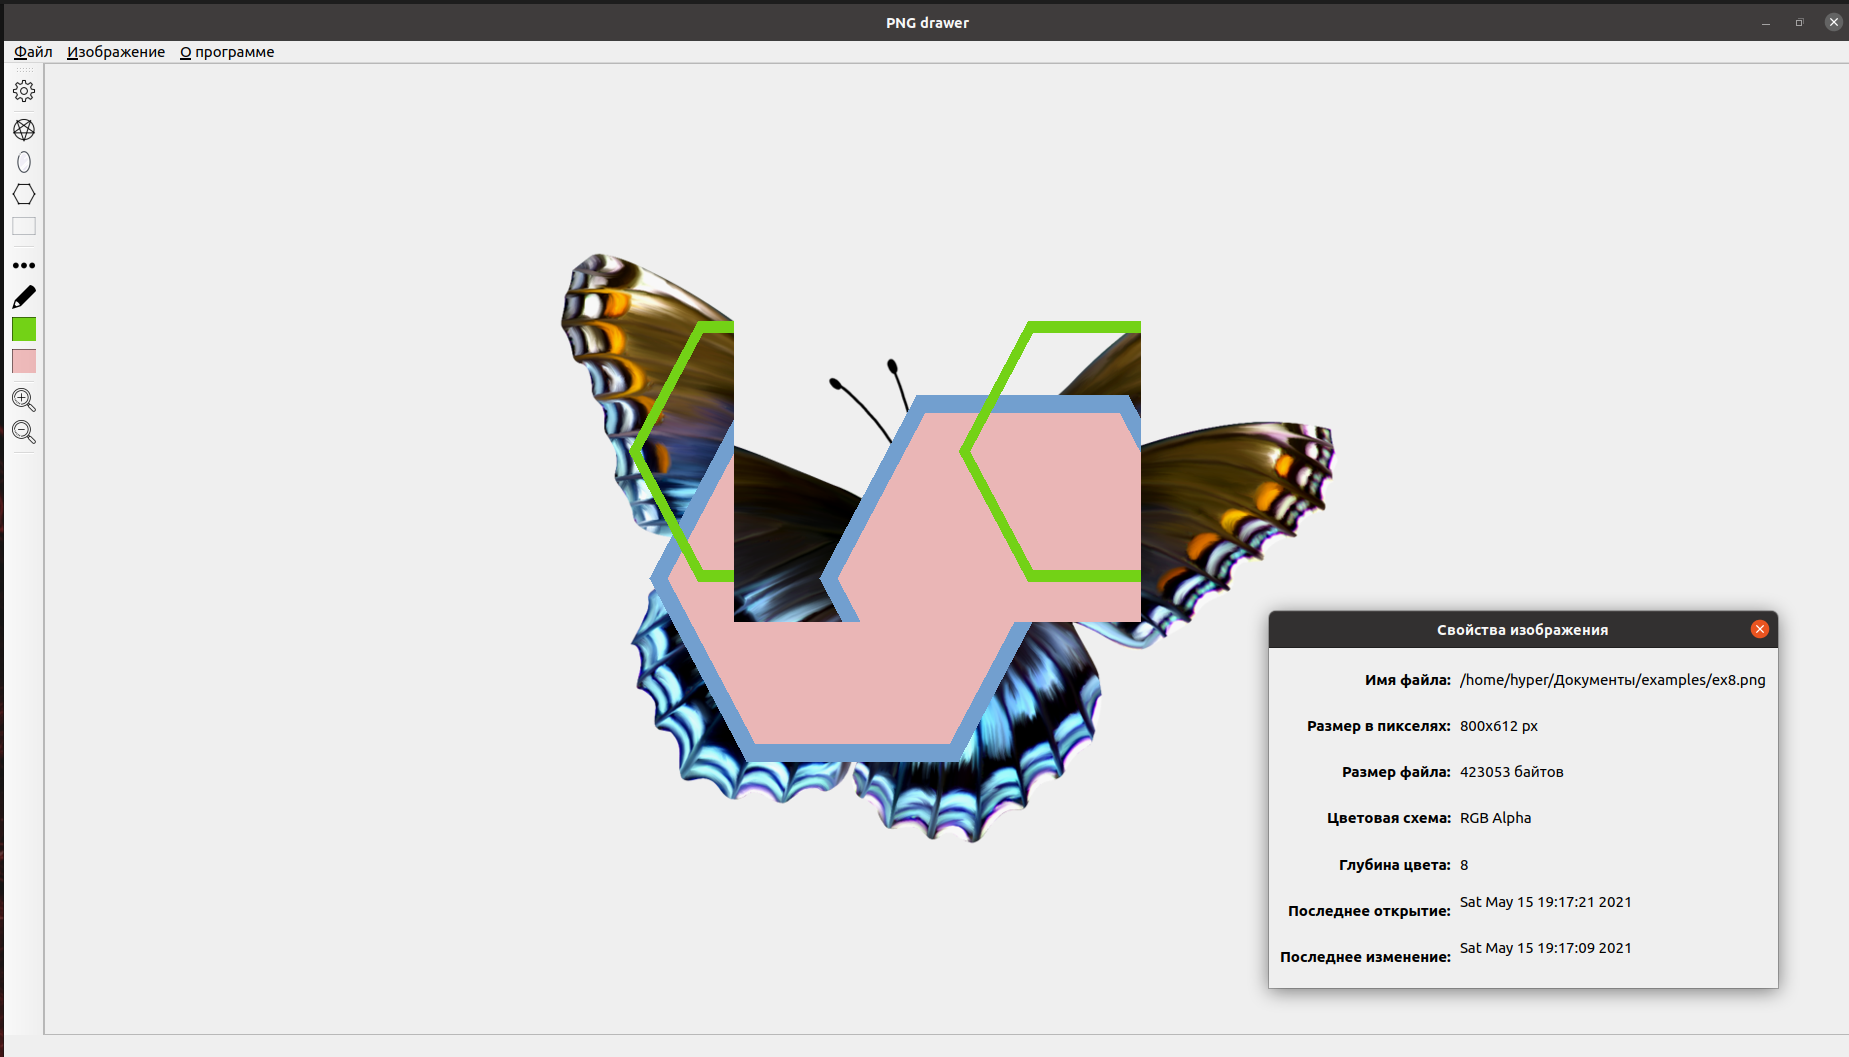 PNG drawer
Файл Изображение О программе
Свойства изображения
Имя файла: /home/hyper/Документы/examples/ex8.png
Размер в пикселях: 800x612 px
Размер файла: 423053 байтов
Цветовая схема: RGB Alpha
Глубина цвета: 8
Последнее открытие: Sat May 15 19:17:21 2021
Последнее изменение: Sat May 15 19:17:09 2021